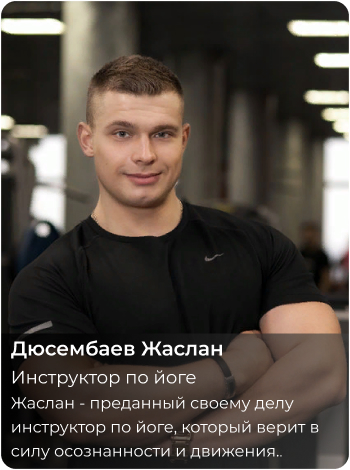 Дюсембаев Жаслан
Инструктор по йоге
Жаслан - преданный своему делу
инструктор по йоге, который верит в
силу осознанности и движения..